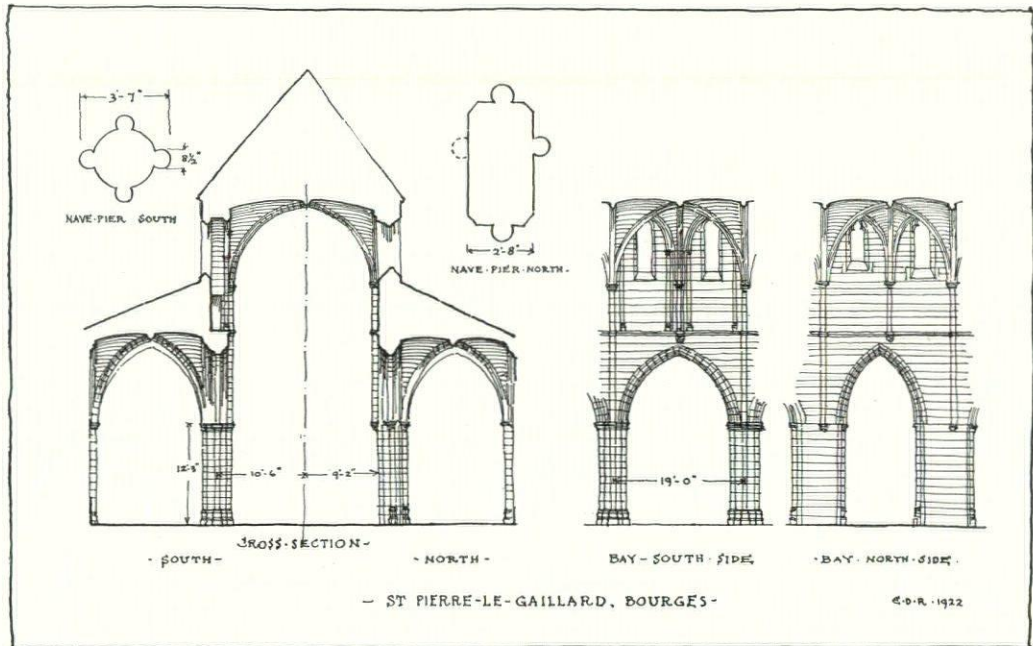 3'-7"
8½"
NAVE·PIER SOUTH
2'-8"
NAVE·PIER·NORTH.
12'-3"
10'-6"
9'-2"
19'-0"
CROSS·SECTION-
-SOUTH-
-NORTH-
BAY-SOUTH·SIDE,
·BAY·NORTH·SIDE.
- ST PIERRE-LE-GAILLARD, BOURGES-
E·D·R·1922